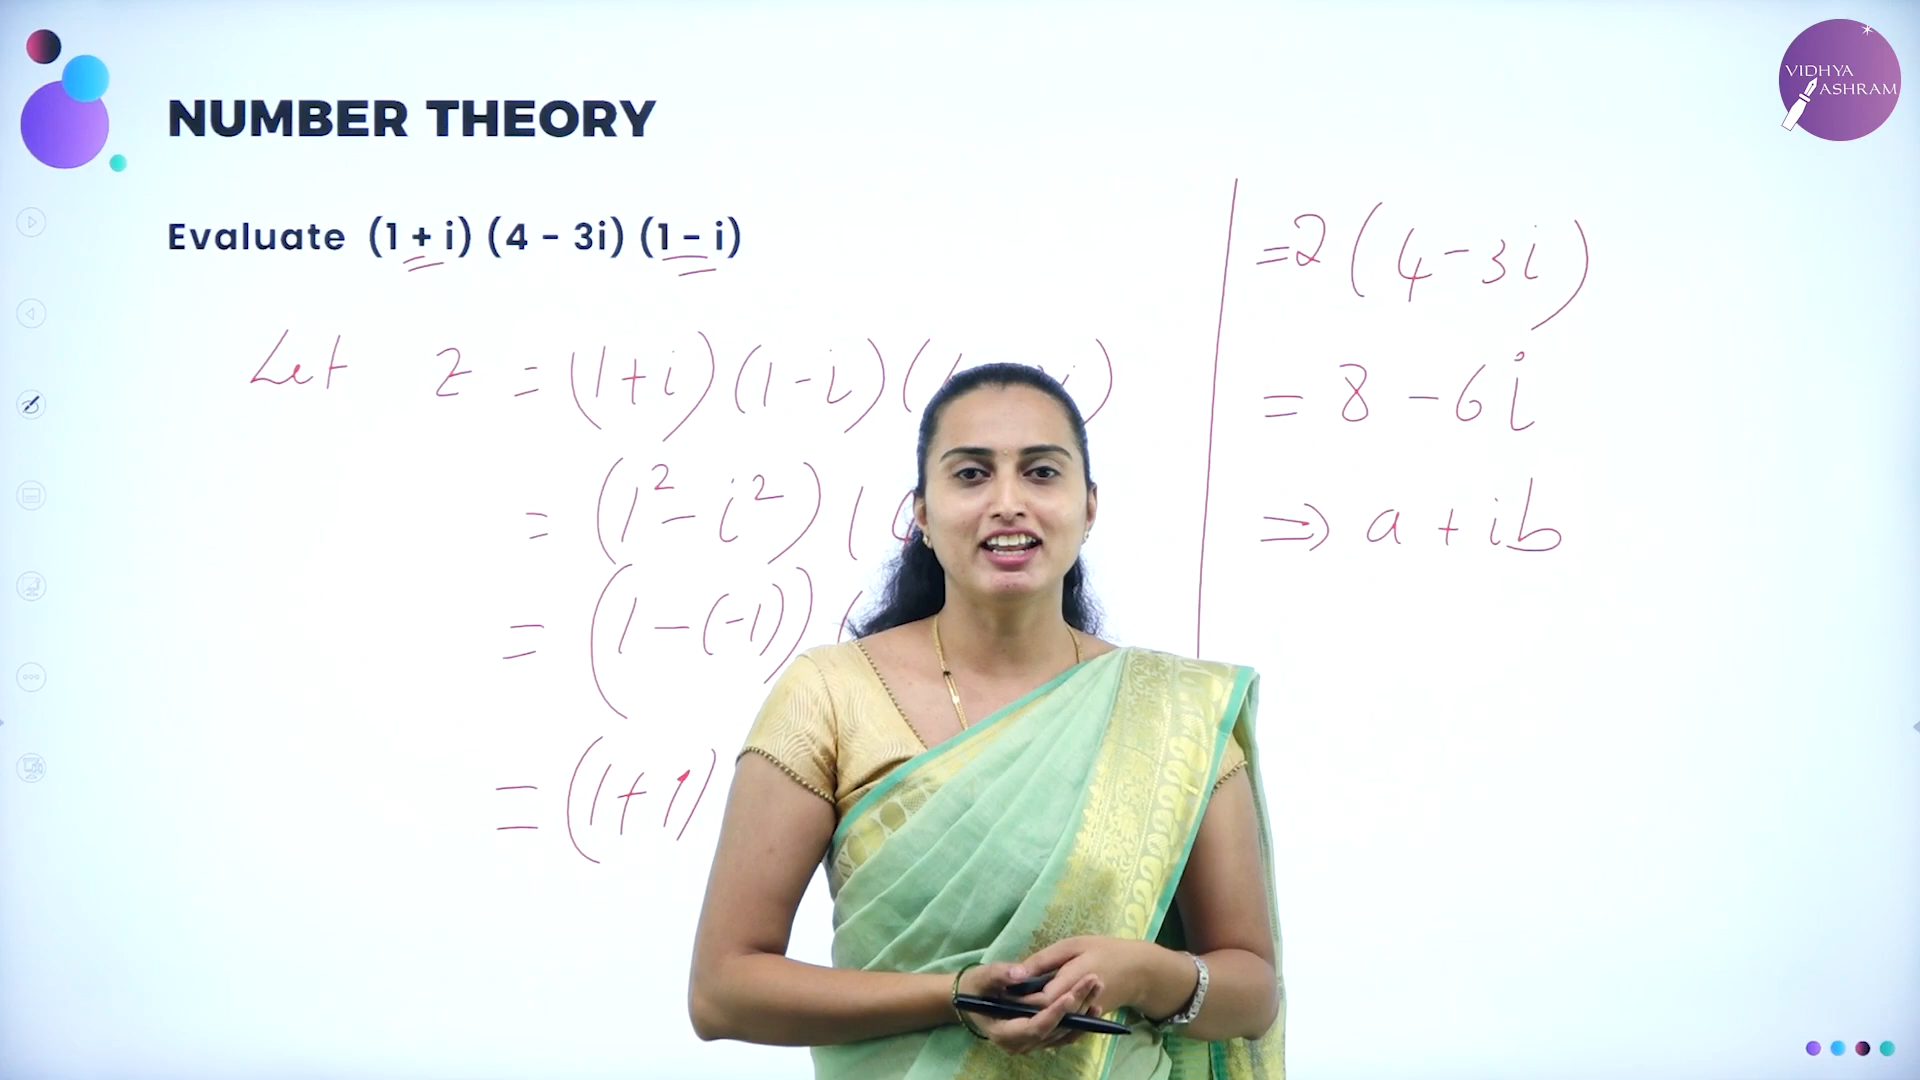 VIDHYA
ASHRAM
NUMBER THEORY
Evaluate (1 + i) (4 - 3i) (1 - i)
Let z = (1+i)(1-i)(
= (1² - i²) (
= (1 - (-1)) (
= (1+1)
= 2 (4 - 3i)
= 8 - 6i
⇒ a + ib